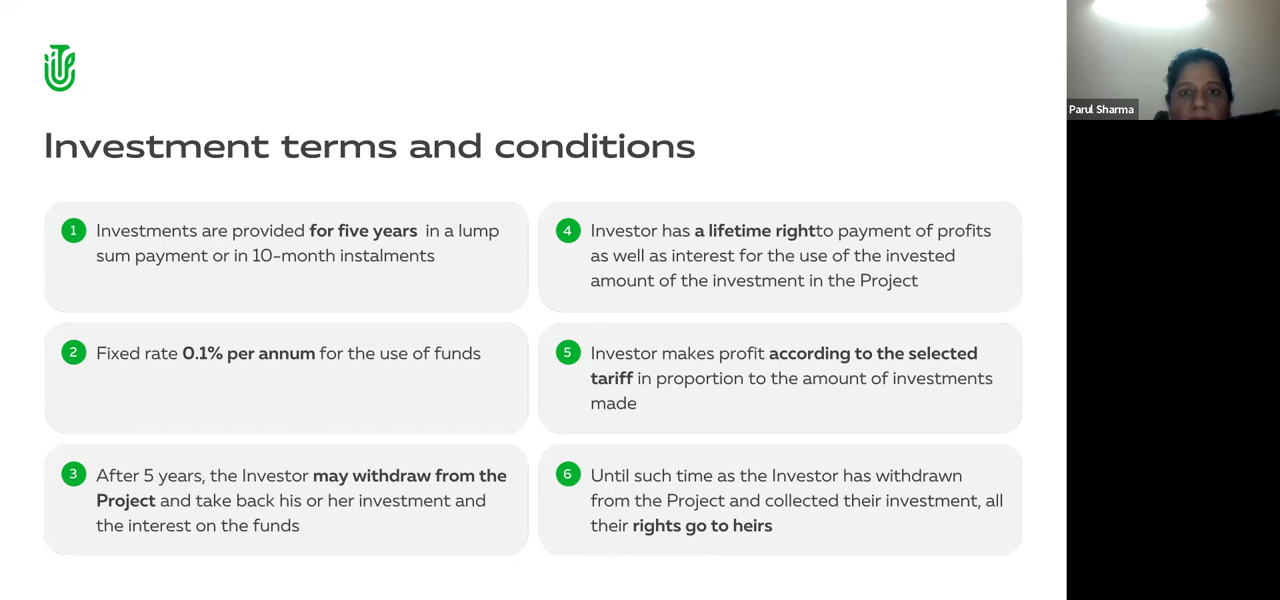 Investment terms and conditions
1
Investments are provided for five years in a lump
sum payment or in 10-month instalments
2
Fixed rate 0.1% per annum for the use of funds
3
After 5 years, the Investor may withdraw from the
Project and take back his or her investment and
the interest on the funds
4
Investor has a lifetime rightto payment of profits
as well as interest for the use of the invested
amount of the investment in the Project
5
Investor makes profit according to the selected
tariff in proportion to the amount of investments
made
6
Until such time as the Investor has withdrawn
from the Project and collected their investment, all
their rights go to heirs
Parul Sharma